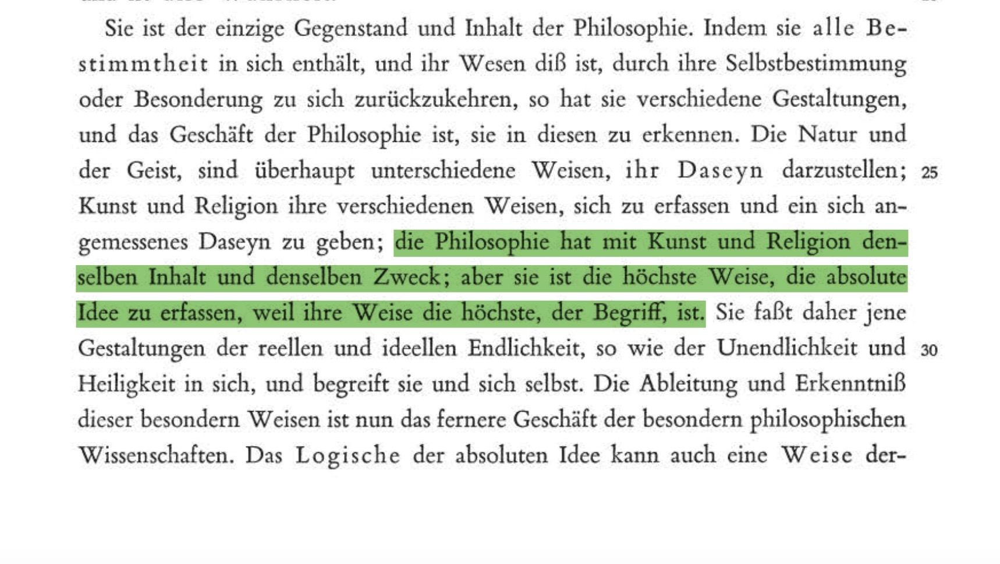 Sie ist der einzige Gegenstand und Inhalt der Philosophie. Indem sie alle Be-
stimmtheit in sich enthält, und ihr Wesen diß ist, durch ihre Selbstbestimmung
oder Besonderung zu sich zurückzukehren, so hat sie verschiedene Gestaltungen,
und das Geschäft der Philosophie ist, sie in diesen zu erkennen. Die Natur und
der Geist, sind überhaupt unterschiedene Weisen, ihr Daseyn darzustellen; 25
Kunst und Religion ihre verschiedenen Weisen, sich zu erfassen und ein sich an-
gemessenes Daseyn zu geben; die Philosophie hat mit Kunst und Religion den-
selben Inhalt und denselben Zweck; aber sie ist die höchste Weise, die absolute
Idee zu erfassen, weil ihre Weise die höchste, der Begriff, ist. Sie faßt daher jene
Gestaltungen der reellen und ideellen Endlichkeit, so wie der Unendlichkeit und 30
Heiligkeit in sich, und begreift sie und sich selbst. Die Ableitung und Erkenntniß
dieser besondern Weisen ist nun das fernere Geschäft der besondern philosophischen
Wissenschaften. Das Logische der absoluten Idee kann auch eine Weise der-